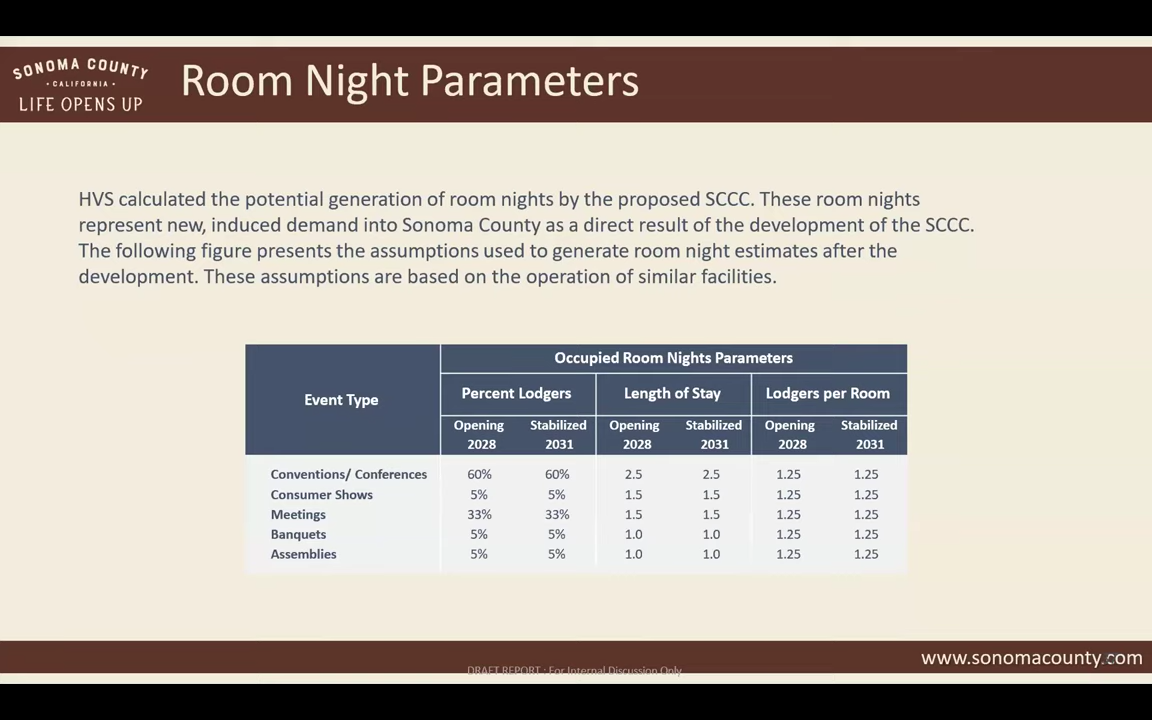 SONOMA COUNTY
• CALIFORNIA •
LIFE OPENS UP
Room Night Parameters
HVS calculated the potential generation of room nights by the proposed SCCC. These room nights
represent new, induced demand into Sonoma County as a direct result of the development of the SCCC.
The following figure presents the assumptions used to generate room night estimates after the
development. These assumptions are based on the operation of similar facilities.
Occupied Room Nights Parameters
Event Type
Percent Lodgers Length of Stay Lodgers per Room
Opening Stabilized Opening Stabilized Opening Stabilized
2028 2031 2028 2031 2028 2031
Conventions/ Conferences 60% 60% 2.5 2.5 1.25 1.25
Consumer Shows 5% 5% 1.5 1.5 1.25 1.25
Meetings 33% 33% 1.5 1.5 1.25 1.25
Banquets 5% 5% 1.0 1.0 1.25 1.25
Assemblies 5% 5% 1.0 1.0 1.25 1.25
www.sonomacounty.com
DRAFT REPORT : For Internal Discussion Only